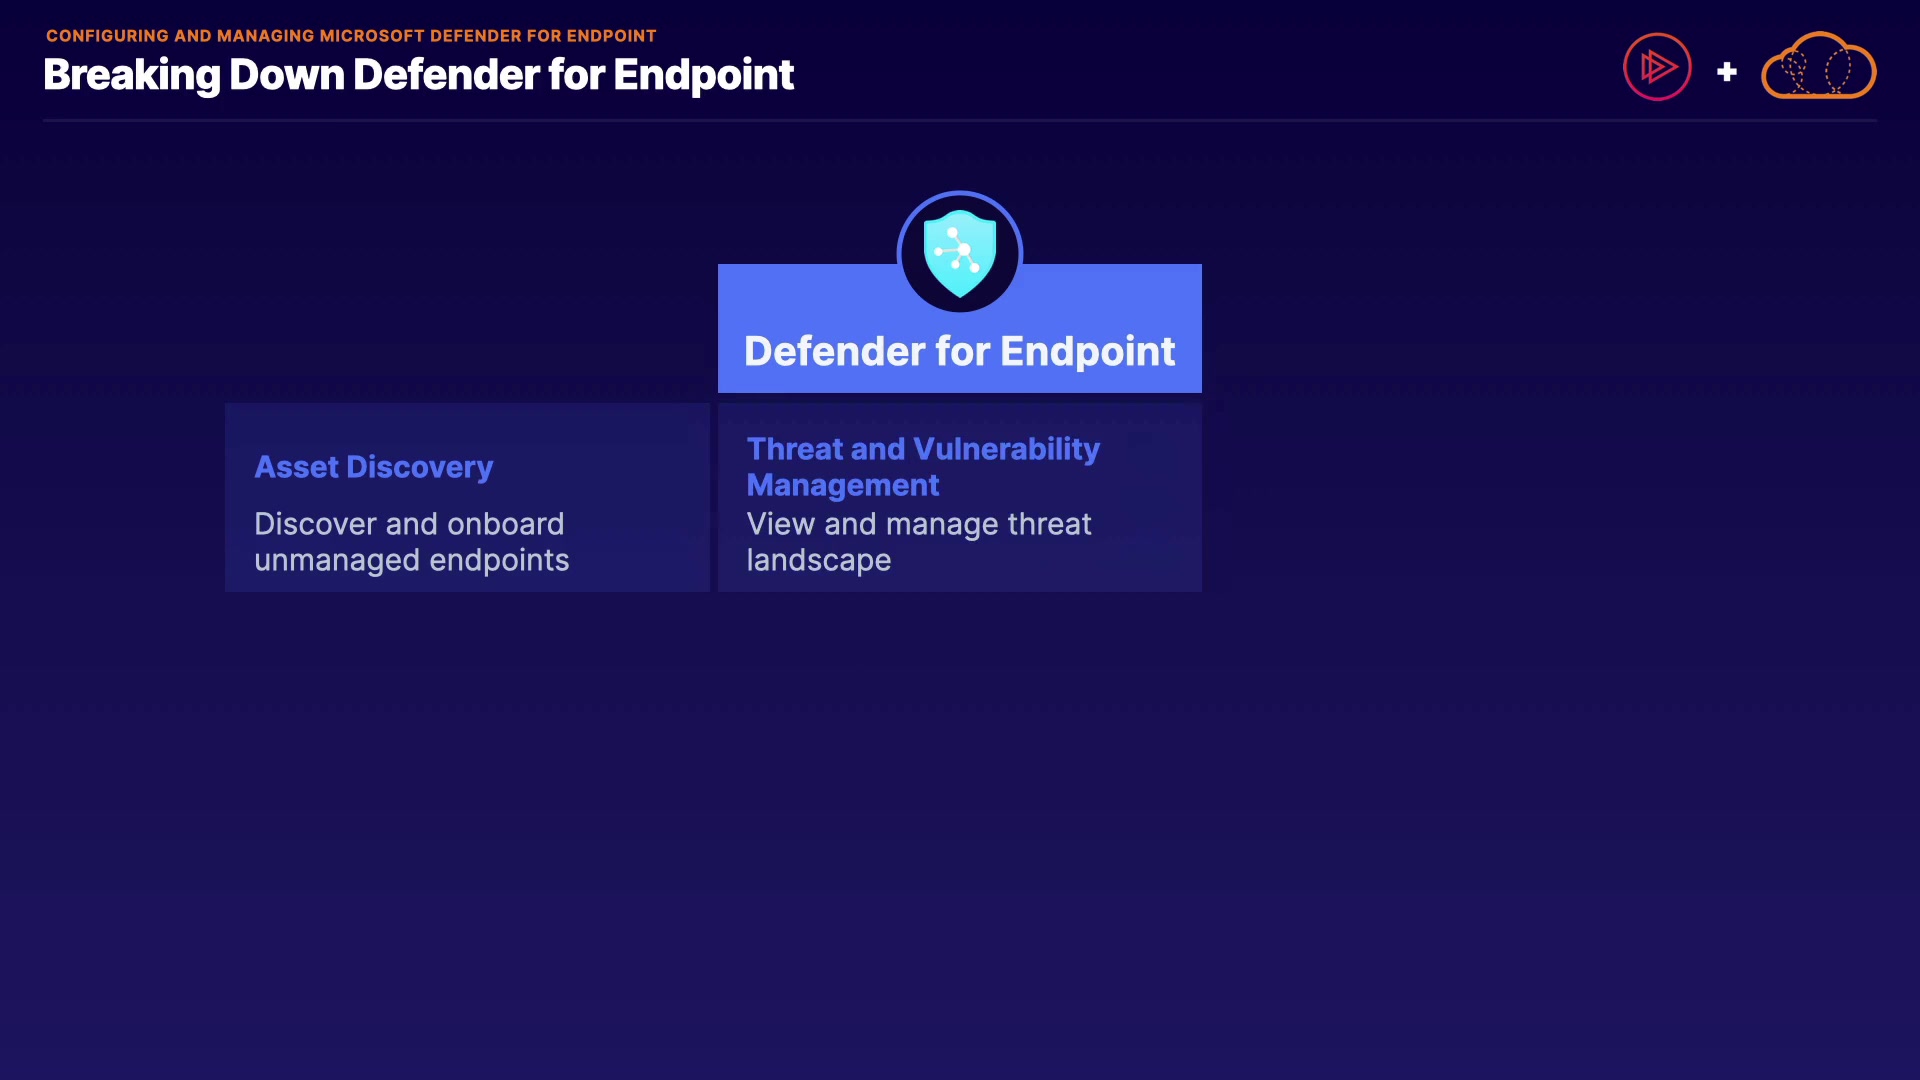 CONFIGURING AND MANAGING MICROSOFT DEFENDER FOR ENDPOINT
Breaking Down Defender for Endpoint
Defender for Endpoint
Asset Discovery
Discover and onboard
unmanaged endpoints
Threat and Vulnerability
Management
View and manage threat
landscape